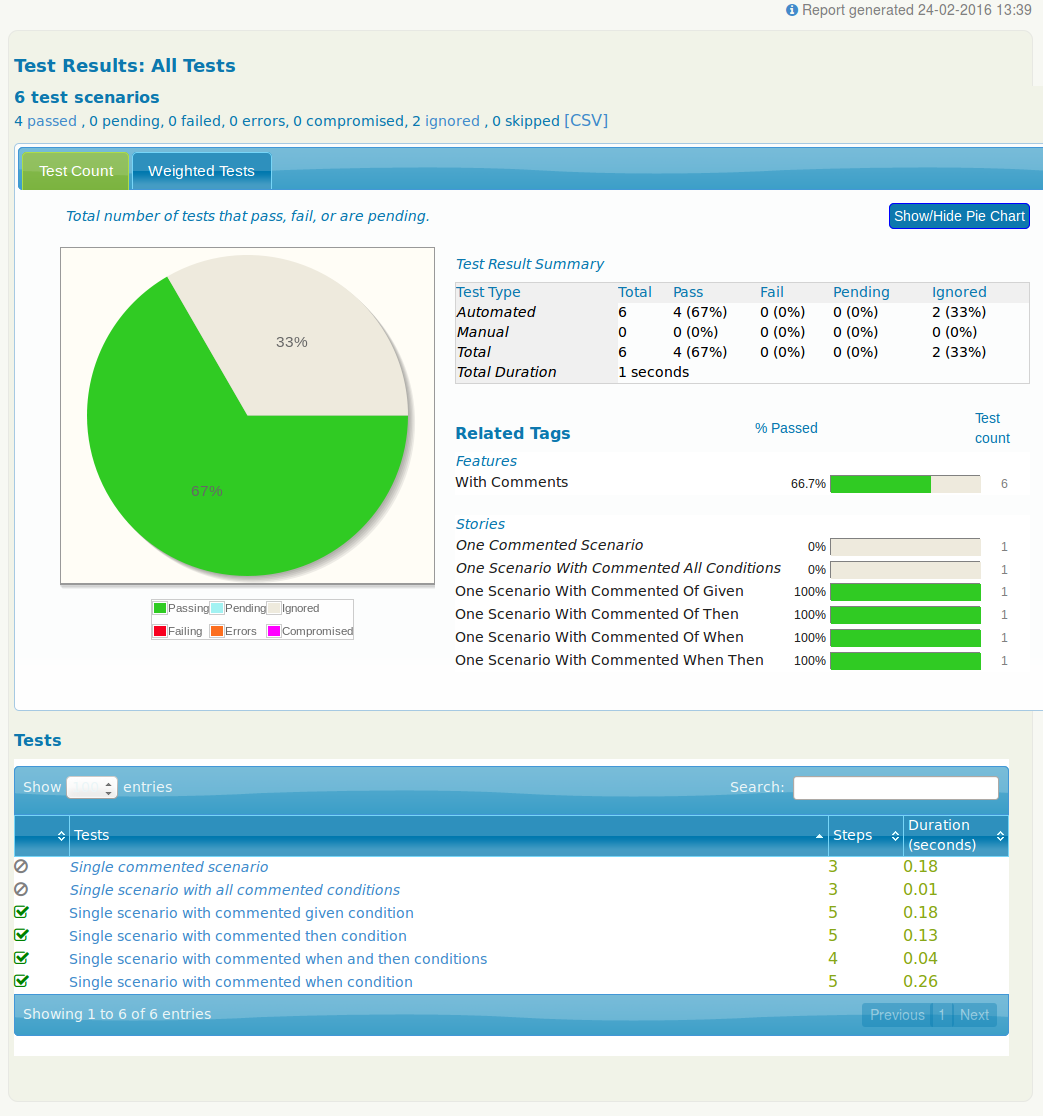 Report generated 24-02-2016 13:39
Test Results: All Tests
6 test scenarios
4 passed , 0 pending, 0 failed, 0 errors, 0 compromised, 2 ignored , 0 skipped [CSV]
Test Count Weighted Tests
Total number of tests that pass, fail, or are pending.
Show/Hide Pie Chart
33%
67%
Passing Pending Ignored
Failing Errors Compromised
Test Result Summary
Test Type Total Pass Fail Pending Ignored
Automated 6 4 (67%) 0 (0%) 0 (0%) 2 (33%)
Manual 0 0 (0%) 0 (0%) 0 (0%) 0 (0%)
Total 6 4 (67%) 0 (0%) 0 (0%) 2 (33%)
Total Duration 1 seconds
Related Tags % Passed Test count
Features
With Comments 66.7% 6
Stories
One Commented Scenario 0% 1
One Scenario With Commented All Conditions 0% 1
One Scenario With Commented Of Given 100% 1
One Scenario With Commented Of Then 100% 1
One Scenario With Commented Of When 100% 1
One Scenario With Commented When Then 100% 1
Tests
Show entries Search:
Tests Steps Duration (seconds)
Single commented scenario 3 0.18
Single scenario with all commented conditions 3 0.01
Single scenario with commented given condition 5 0.18
Single scenario with commented then condition 5 0.13
Single scenario with commented when and then conditions 4 0.04
Single scenario with commented when condition 5 0.26
Showing 1 to 6 of 6 entries Previous 1 Next